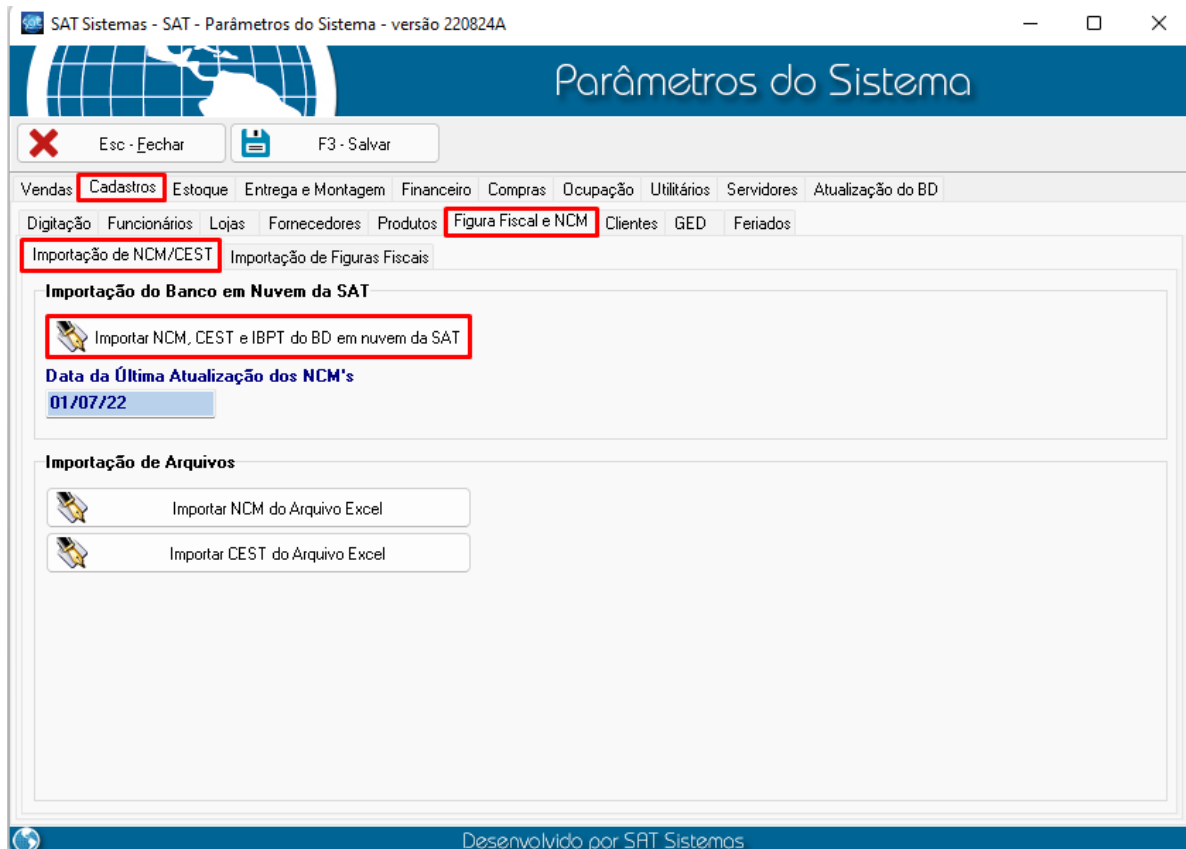 SAT Sistemas - SAT - Parâmetros do Sistema - versão 220824A
Parâmetros do Sistema
Esc - Fechar F3 - Salvar
Vendas Cadastros Estoque Entrega e Montagem Financeiro Compras Ocupação Utilitários Servidores Atualização do BD
Digitação Funcionários Lojas Fornecedores Produtos Figura Fiscal e NCM Clientes GED Feriados
Importação de NCM/CEST Importação de Figuras Fiscais
Importação do Banco em Nuvem da SAT
Importar NCM, CEST e IBPT do BD em nuvem da SAT
Data da Última Atualização dos NCM's
01/07/22
Importação de Arquivos
Importar NCM do Arquivo Excel
Importar CEST do Arquivo Excel
Desenvolvido por SAT Sistemas